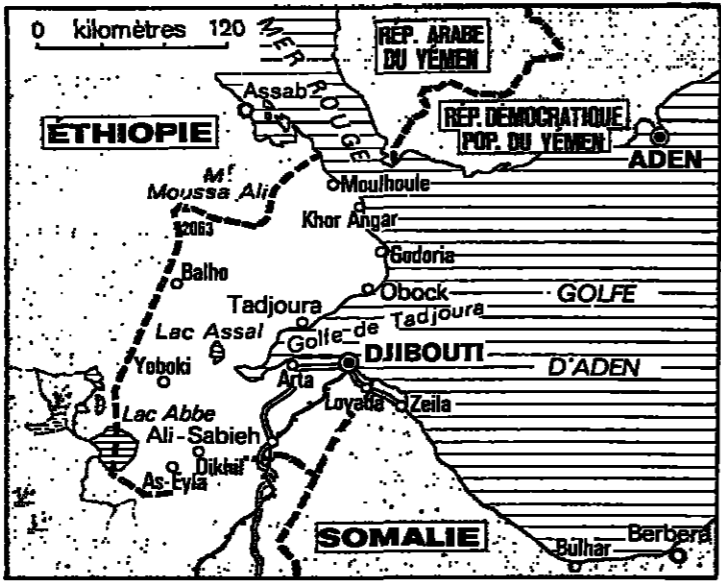 0 kilomètres 120
MER ROUGE
RÉP. ARABE
DU YÉMEN
Assab
ÉTHIOPIE
RÉP. DÉMOCRATIQUE
POP. DU YÉMEN
ADEN
Mt
Moussa Ali
2063
Moulhoule
Khor Angar
Godoria
Balho
Obock
GOLFE
Tadjoura
Golfe de Tadjoura
Lac Assal
DJIBOUTI
D'ADEN
Yoboki
Arta
Loyada
Zeila
Lac Abbe
Ali-Sabieh
Dikhil
As-Eyla
SOMALIE
Bulhar
Berbera